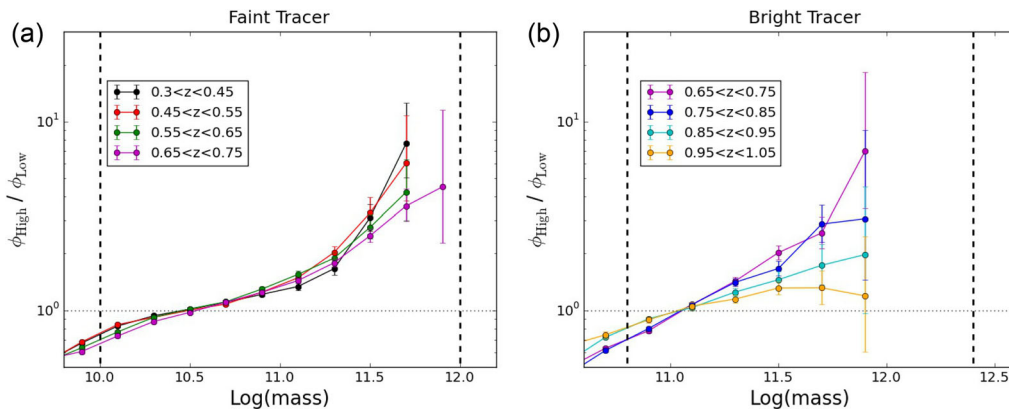 Faint Tracer
(a)
0.3<z<0.45
0.45<z<0.55
0.55<z<0.65
0.65<z<0.75
10¹
10⁰
ϕHigh / ϕLow
10.0 10.5 11.0 11.5 12.0
Log(mass)
Bright Tracer
(b)
0.65<z<0.75
0.75<z<0.85
0.85<z<0.95
0.95<z<1.05
10¹
10⁰
ϕHigh / ϕLow
11.0 11.5 12.0 12.5
Log(mass)